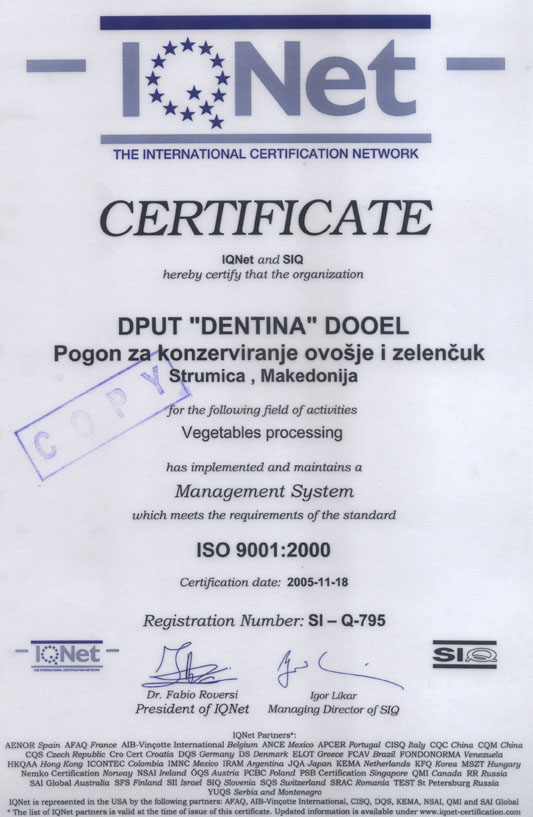 IQNet
THE INTERNATIONAL CERTIFICATION NETWORK
CERTIFICATE
IQNet and SIQ
hereby certify that the organization
DPUT "DENTINA" DOOEL
Pogon za konzerviranje ovošje i zelenčuk
Strumica , Makedonija
COPY
for the following field of activities
Vegetables processing
has implemented and maintains a
Management System
which meets the requirements of the standard
ISO 9001:2000
Certification date: 2005-11-18
Registration Number: SI – Q-795
IQNet
THE INTERNATIONAL CERTIFICATION NETWORK
SIQ
Dr. Fabio Roversi
President of IQNet
Igor Likar
Managing Director of SIQ
IQNet Partners*:
AENOR Spain AFAQ France AIB-Vinçotte International Belgium ANCE Mexico APCER Portugal CISQ Italy CQC China CQM China
CQS Czech Republic Cro Cert Croatia DQS Germany DS Denmark ELOT Greece FCAV Brazil FONDONORMA Venezuela
HKQAA Hong Kong ICONTEC Colombia IMNC Mexico IRAM Argentina JQA Japan KEMA Netherlands KFQ Korea MSZT Hungary
Nemko Certification Norway NSAI Ireland ÖQS Austria PCBC Poland PSB Certification Singapore QMI Canada RR Russia
SAI Global Australia SFS Finland SII Israel SIQ Slovenia SQS Switzerland SRAC Romania TEST St Petersburg Russia
YUQS Serbia and Montenegro
IQNet is represented in the USA by the following partners: AFAQ, AIB-Vinçotte International, CISQ, DQS, KEMA, NSAI, QMI and SAI Global
* The list of IQNet partners is valid at the time of issue of this certificate. Updated information is available under www.iqnet-certification.com